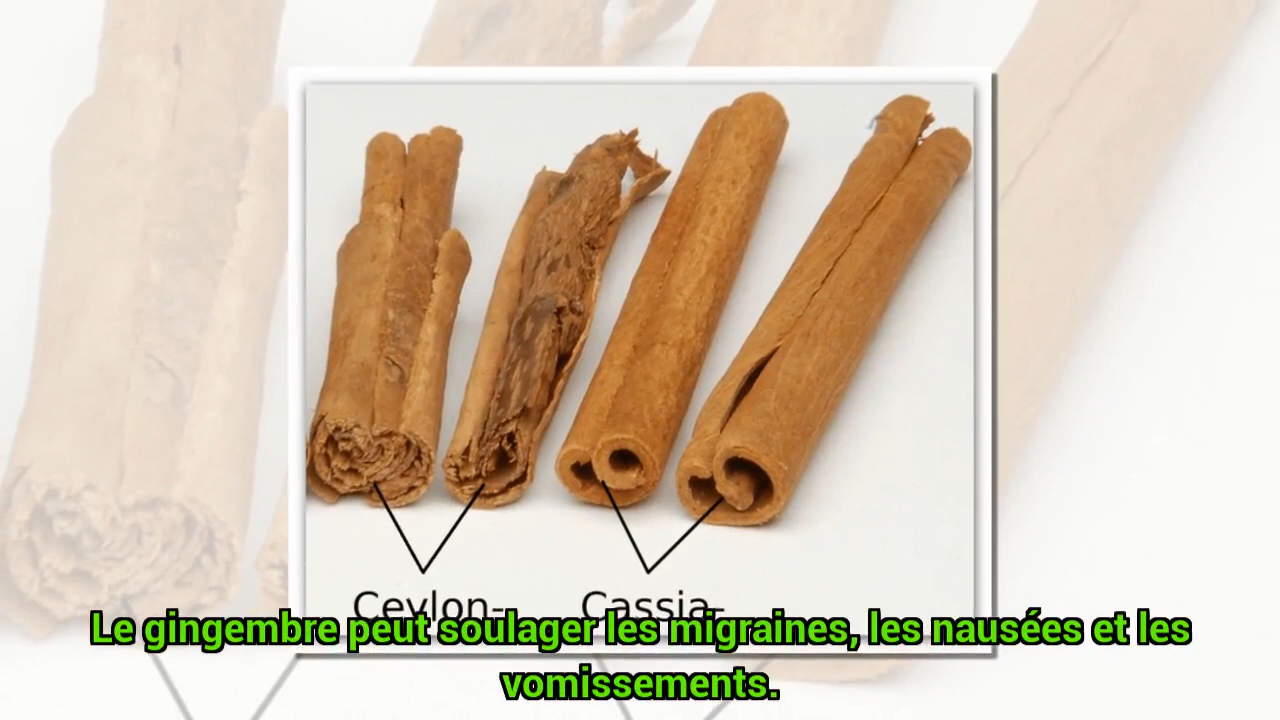 Ceylon- Cassia-
Le gingembre peut soulager les migraines, les nausées et les
vomissements.